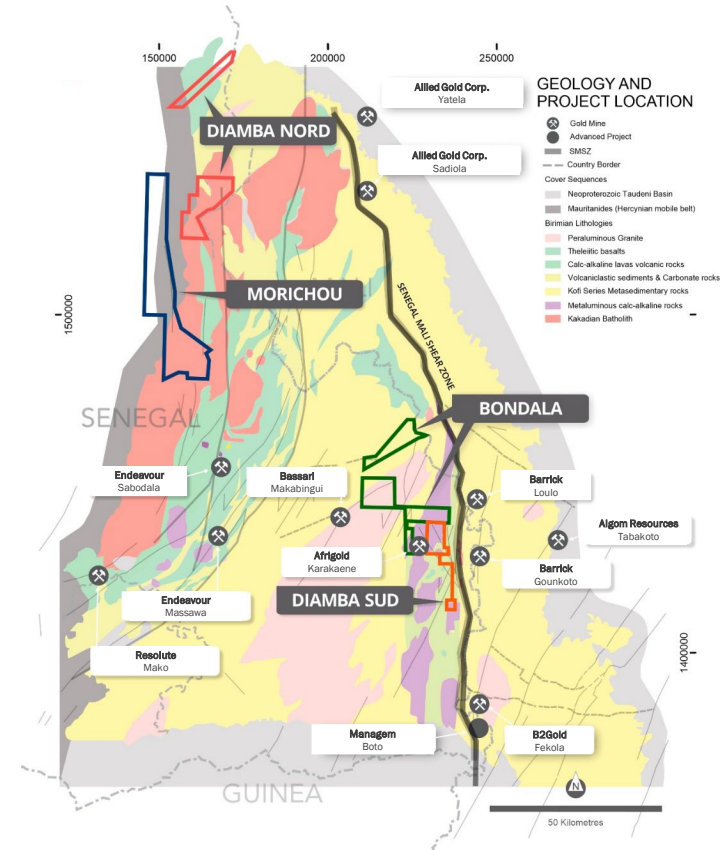 150000
200000
250000
Allied Gold Corp.
Yatela
DIAMBA NORD
Allied Gold Corp.
Sadiola
GEOLOGY AND
PROJECT LOCATION
Gold Mine
Advanced Project
SMSZ
Country Border
Cover Sequences
Neoproterozoic Taudeni Basin
Mauritanides (Hercynian mobile belt)
Birimian Lithologies
Peraluminous Granite
Theleiitic basalts
Calc-alkaline lavas volcanic rocks
Volcaniclastic sediments & Carbonate rocks
Kofi Series Metasedimentary rocks
Metaluminous calc-alkaline rocks
Kakadian Batholith
MORICHOU
1500000
SENEGAL MALI SHEAR ZONE
SENEGAL
BONDALA
Endeavour
Sabodala
Bassari
Makabingui
Barrick
Loulo
Algom Resources
Tabakoto
Afrigold
Karakaene
Barrick
Gounkoto
Endeavour
Massawa
DIAMBA SUD
Resolute
Mako
1400000
Managem
Boto
B2Gold
Fekola
GUINEA
N
50 Kilometres